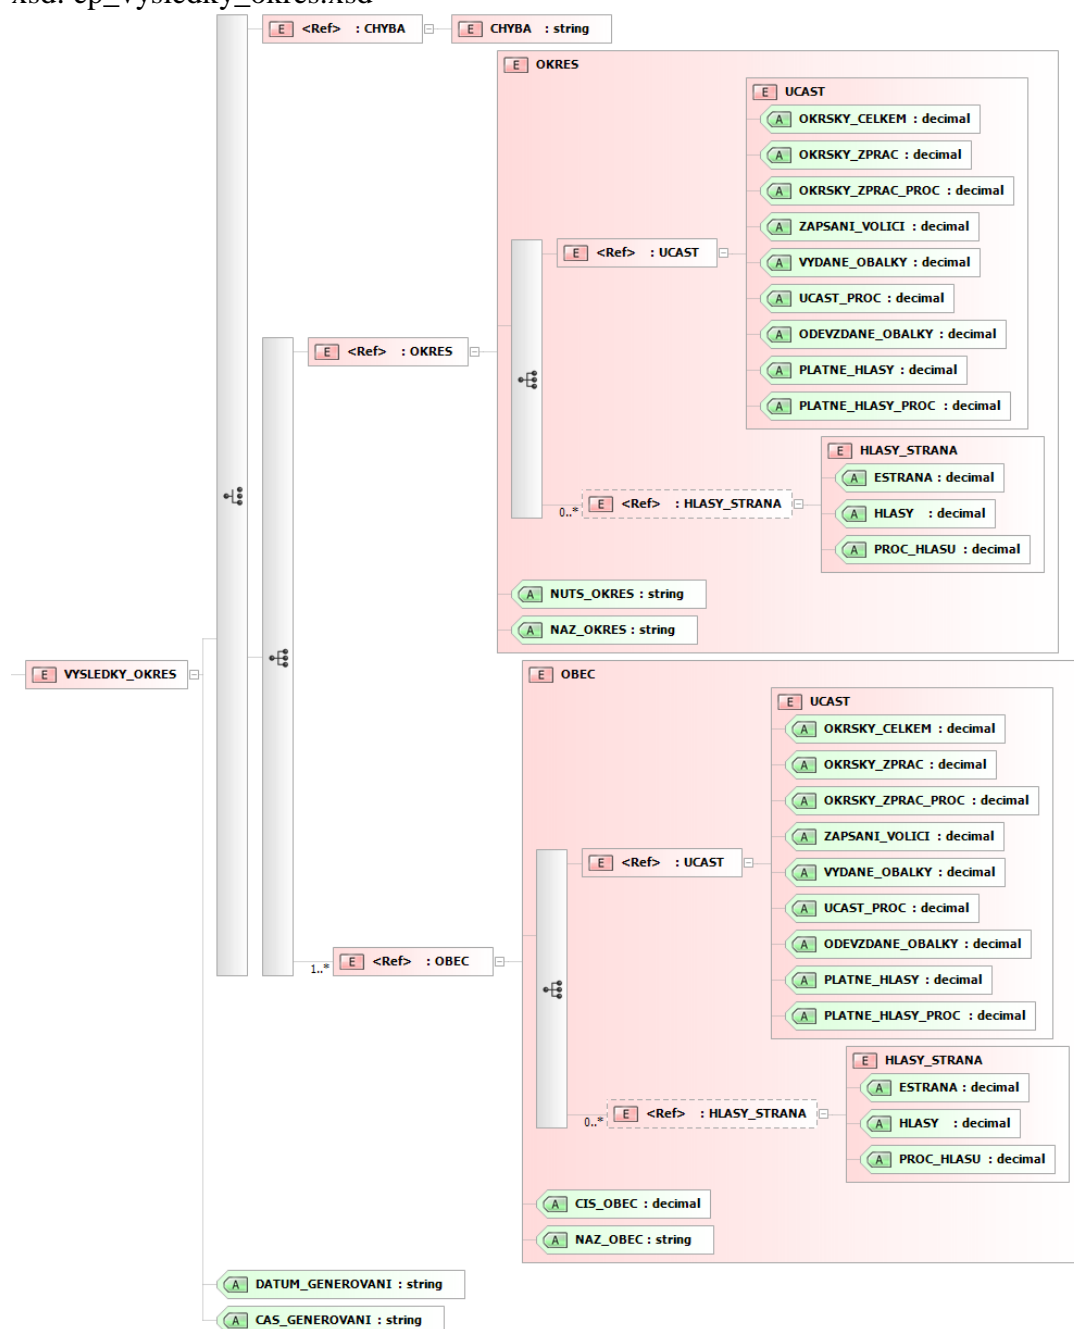 xsd: ep_vysledky_okres.xsd
E <Ref> : CHYBA
E CHYBA : string
E OKRES
E UCAST
A OKRSKY_CELKEM : decimal
A OKRSKY_ZPRAC : decimal
A OKRSKY_ZPRAC_PROC : decimal
A ZAPSANI_VOLICI : decimal
E <Ref> : UCAST
A VYDANE_OBALKY : decimal
A UCAST_PROC : decimal
A ODEVZDANE_OBALKY : decimal
E <Ref> : OKRES
A PLATNE_HLASY : decimal
A PLATNE_HLASY_PROC : decimal
E HLASY_STRANA
A ESTRANA : decimal
0..* E <Ref> : HLASY_STRANA
A HLASY : decimal
A PROC_HLASU : decimal
A NUTS_OKRES : string
A NAZ_OKRES : string
E VYSLEDKY_OKRES
E OBEC
E UCAST
A OKRSKY_CELKEM : decimal
A OKRSKY_ZPRAC : decimal
A OKRSKY_ZPRAC_PROC : decimal
A ZAPSANI_VOLICI : decimal
E <Ref> : UCAST
A VYDANE_OBALKY : decimal
A UCAST_PROC : decimal
A ODEVZDANE_OBALKY : decimal
1..* E <Ref> : OBEC
A PLATNE_HLASY : decimal
A PLATNE_HLASY_PROC : decimal
E HLASY_STRANA
A ESTRANA : decimal
0..* E <Ref> : HLASY_STRANA
A HLASY : decimal
A PROC_HLASU : decimal
A CIS_OBEC : decimal
A NAZ_OBEC : string
A DATUM_GENEROVANI : string
A CAS_GENEROVANI : string